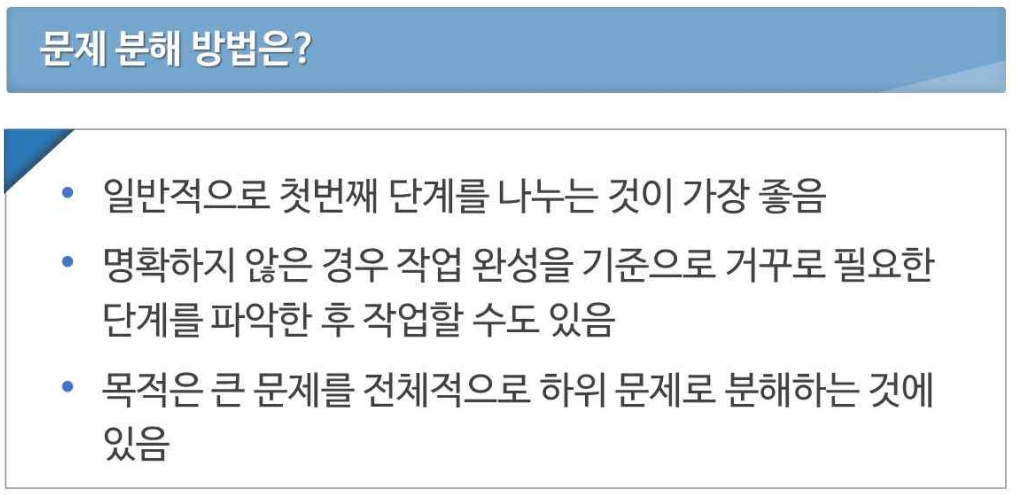 문제 분해 방법은?
• 일반적으로 첫번째 단계를 나누는 것이 가장 좋음
• 명확하지 않은 경우 작업 완성을 기준으로 거꾸로 필요한
단계를 파악한 후 작업할 수도 있음
• 목적은 큰 문제를 전체적으로 하위 문제로 분해하는 것에
있음